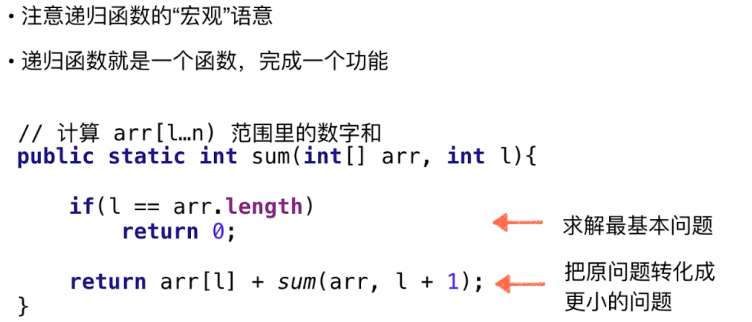 • 注意递归函数的“宏观”语意
• 递归函数就是一个函数，完成一个功能
// 计算 arr[l…n) 范围里的数字和
public static int sum(int[] arr, int l){
if(l == arr.length)
return 0;
求解最基本问题
return arr[l] + sum(arr, l + 1);
把原问题转化成
更小的问题
}